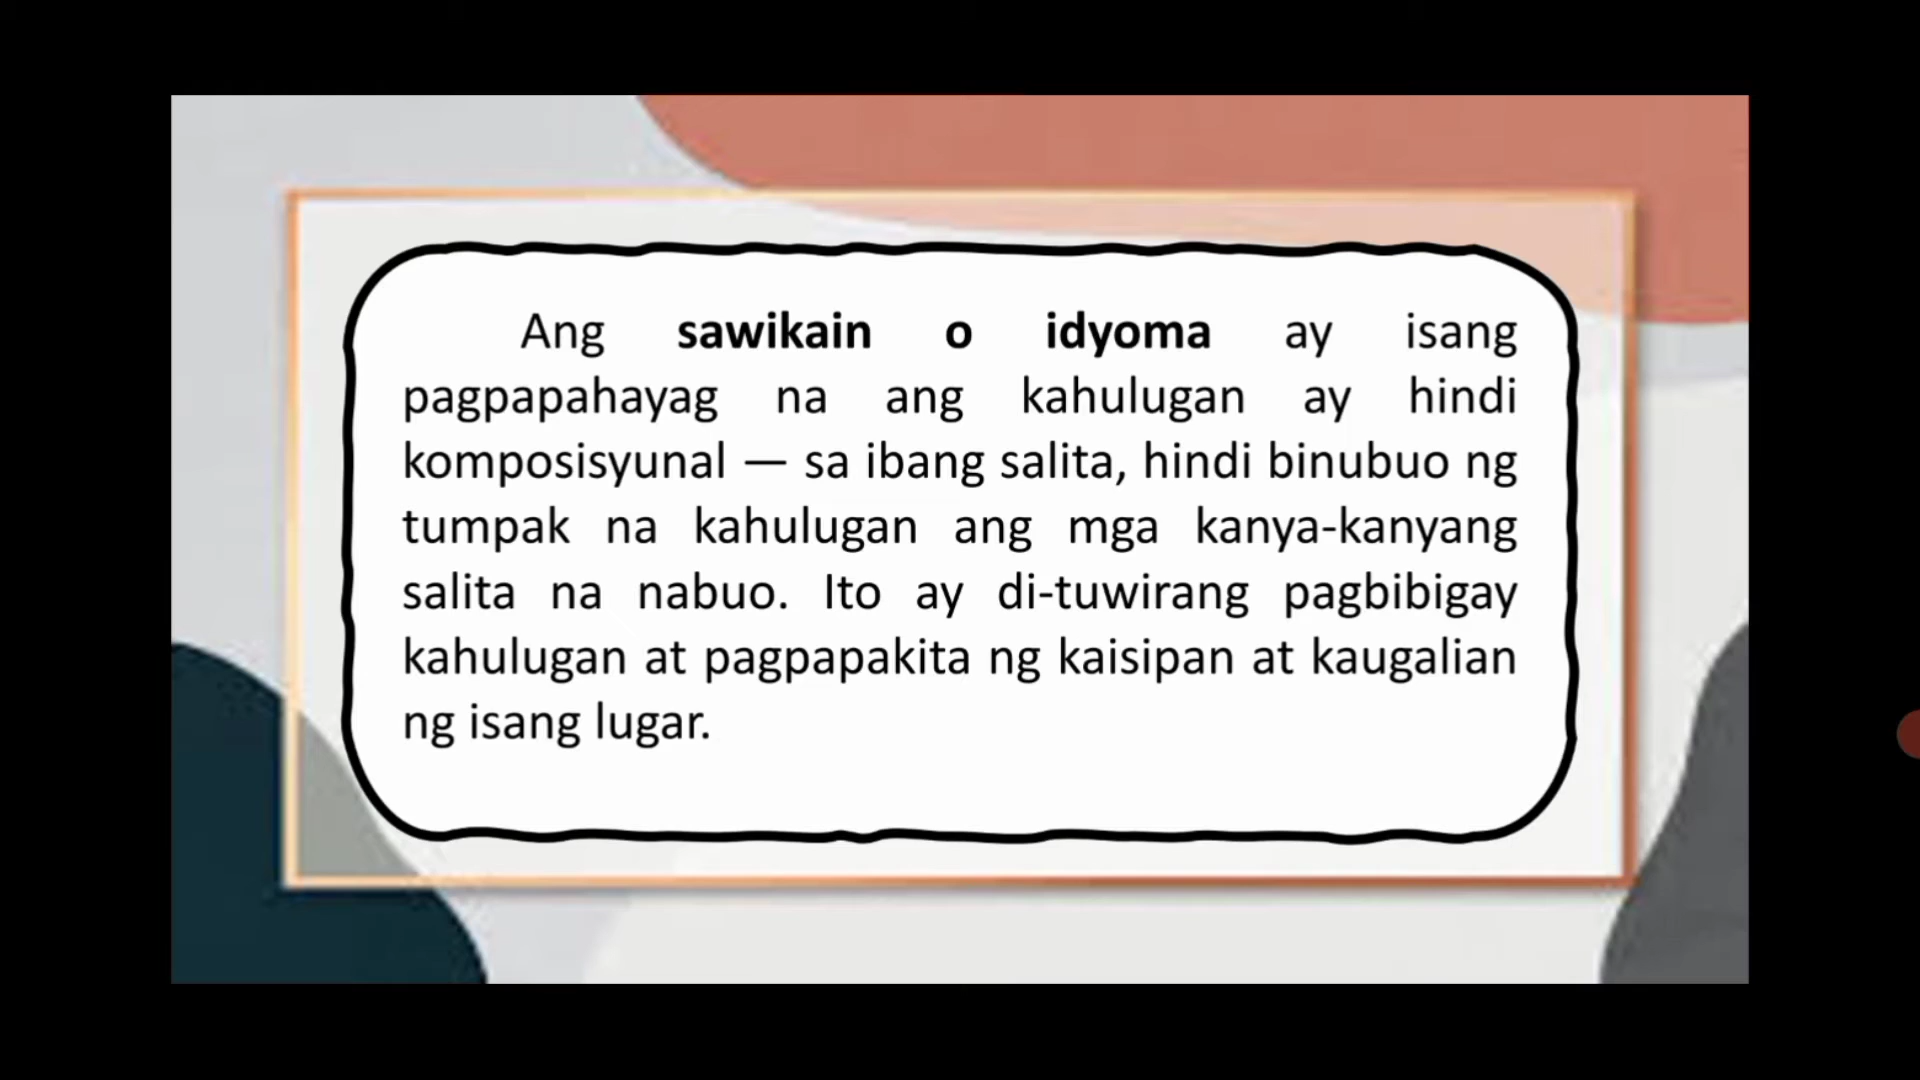 Ang sawikain o idyoma ay isang
pagpapahayag na ang kahulugan ay hindi
komposisyunal — sa ibang salita, hindi binubuo ng
tumpak na kahulugan ang mga kanya-kanyang
salita na nabuo. Ito ay di-tuwirang pagbibigay
kahulugan at pagpapakita ng kaisipan at kaugalian
ng isang lugar.